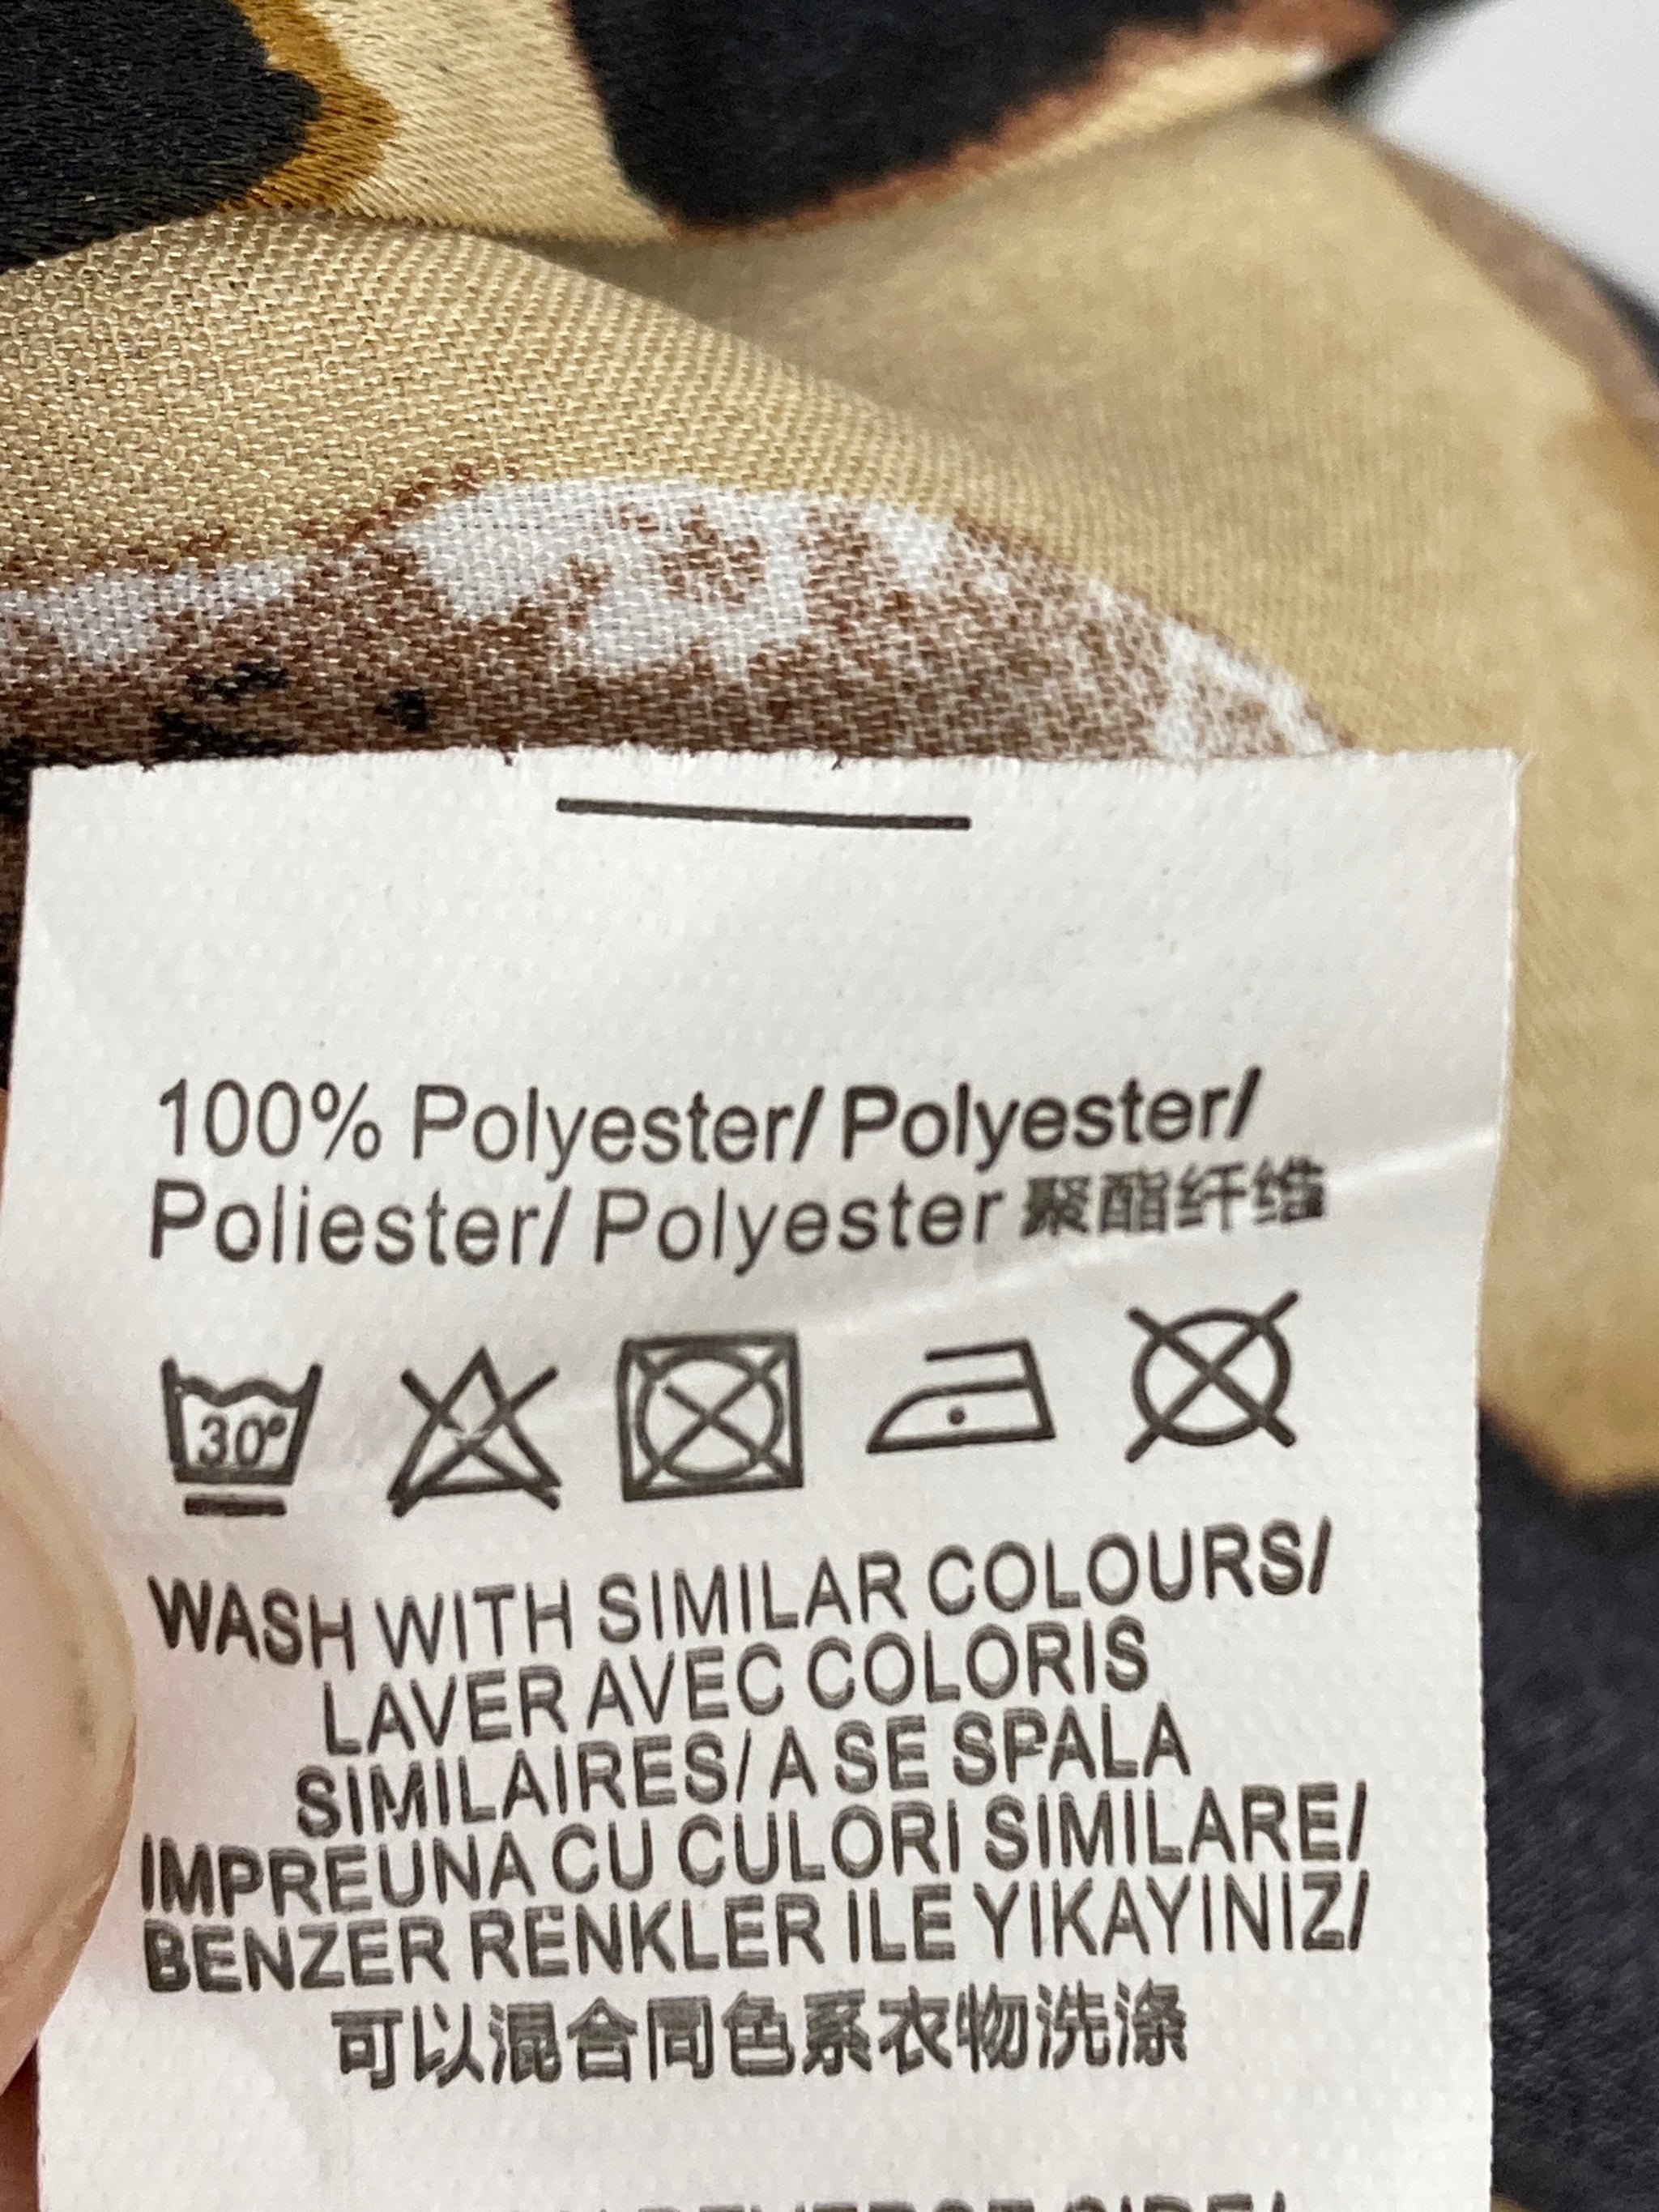 100% Polyester/ Polyester/
Poliester/ Polyester 聚酯纤维
30°
WASH WITH SIMILAR COLOURS/
LAVER AVEC COLORIS
SIMILAIRES/ A SE SPALA
IMPREUNA CU CULORI SIMILARE/
BENZER RENKLER ILE YIKAYINIZ/
可以混合同色系衣物洗涤
REVERSE SIDE/